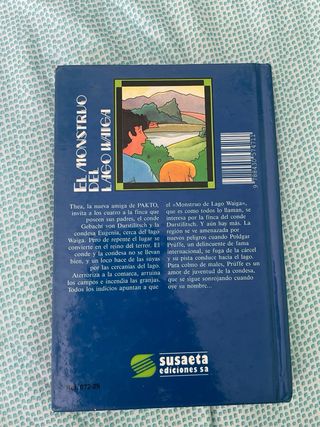 EL MONSTRUO
DEL
LAGO WAIGA
Thea, la nueva amiga de PAKTO,
invita a los cuatro a la finca que
poseen sus padres, el conde
Gebachí von Durstilitsch y la
condesa Eugenia, cerca del lago
Waiga. Pero de repente el lugar se
convierte en el reino del terror. El
conde y la condesa no se llevan
bien, y un loco hace de las suyas
por las cercanías del lago.
Aterroriza a la comarca, arruina
los campos e incendia las granjas.
Todos los indicios apuntan a que
el «Monstruo de Lago Waiga»,
que es como todos lo llaman, se
interesa por la finca del conde
Durstilitsch. Y aún hay más. La
región se ve amenazada por
nuevos peligros cuando Poldgar
Prüffe, un delincuente de fama
internacional, se fuga de la cárcel
y su pista conduce hacia el lago.
Para colmo de males, Prüffe es un
amor de juventud de la condesa,
que se sigue sonrojando cuando
oye su nombre...
susaeta
ediciones sa